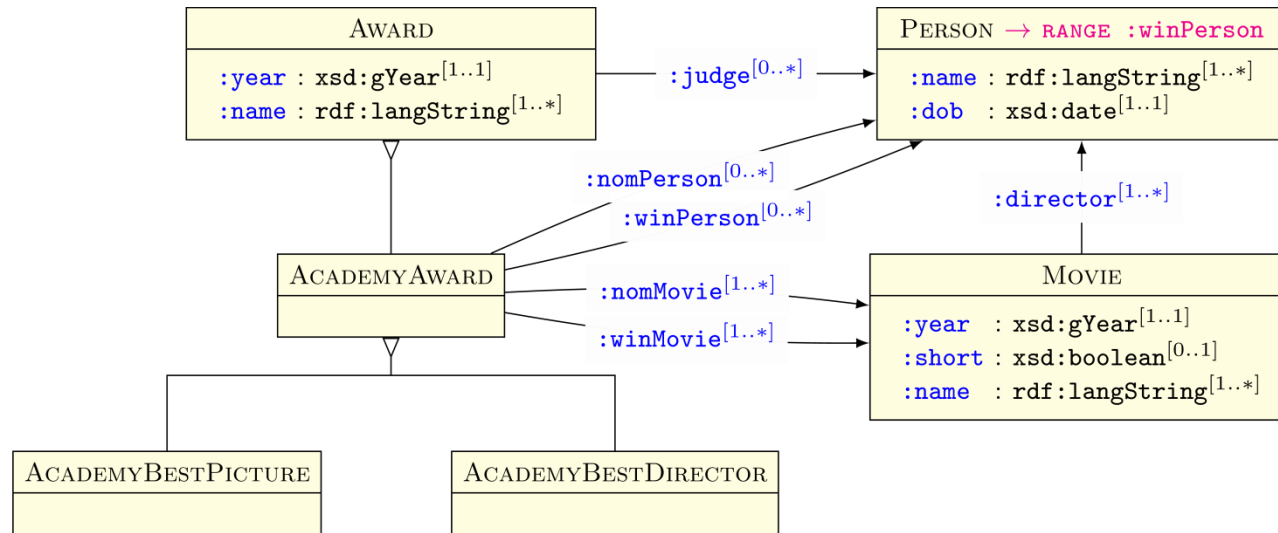 AWARD
:year : xsd:gYear[1..1]
:name : rdf:langString[1..*]
PERSON → RANGE :winPerson
:name : rdf:langString[1..*]
:dob : xsd:date[1..1]
:judge[0..*]
:nomPerson[0..*]
:winPerson[0..*]
:director[1..*]
ACADEMYAWARD
:nomMovie[1..*]
:winMovie[1..*]
MOVIE
:year : xsd:gYear[1..1]
:short : xsd:boolean[0..1]
:name : rdf:langString[1..*]
ACADEMYBESTPICTURE
ACADEMYBESTDIRECTOR